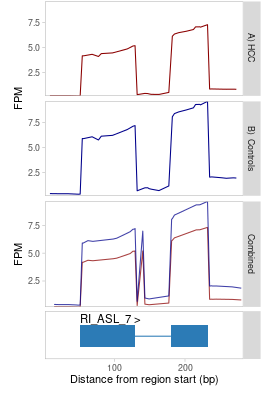 7.5
5.0
2.5
FPM
A) HCC
7.5
5.0
2.5
FPM
B) Controls
7.5
5.0
2.5
FPM
Combined
RI_ASL_7 >
100 200
Distance from region start (bp)